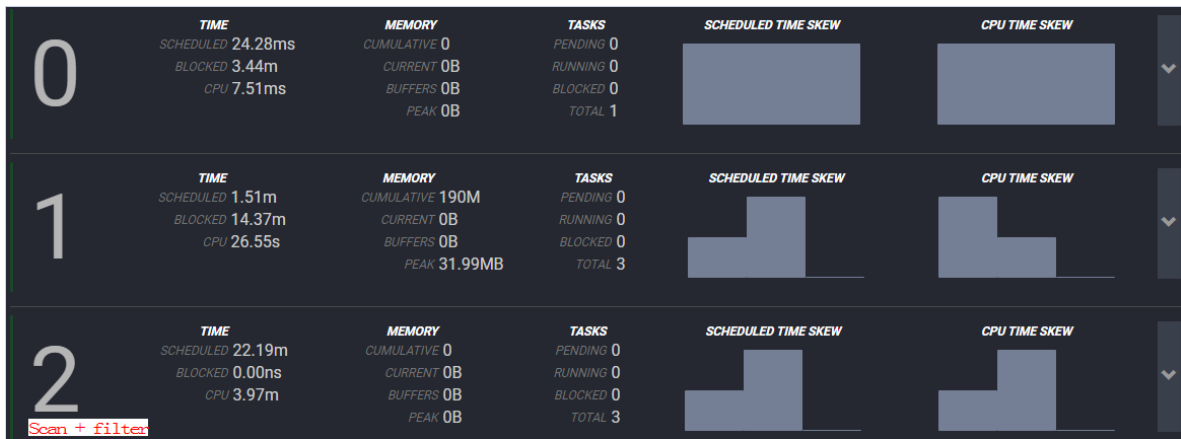 0
TIME MEMORY TASKS SCHEDULED TIME SKEW CPU TIME SKEW
SCHEDULED 24.28ms CUMULATIVE 0 PENDING 0
BLOCKED 3.44m CURRENT 0B RUNNING 0
CPU 7.51ms BUFFERS 0B BLOCKED 0
PEAK 0B TOTAL 1
1
TIME MEMORY TASKS SCHEDULED TIME SKEW CPU TIME SKEW
SCHEDULED 1.51m CUMULATIVE 190M PENDING 0
BLOCKED 14.37m CURRENT 0B RUNNING 0
CPU 26.55s BUFFERS 0B BLOCKED 0
PEAK 31.99MB TOTAL 3
2
TIME MEMORY TASKS SCHEDULED TIME SKEW CPU TIME SKEW
SCHEDULED 22.19m CUMULATIVE 0 PENDING 0
BLOCKED 0.00ns CURRENT 0B RUNNING 0
CPU 3.97m BUFFERS 0B BLOCKED 0
PEAK 0B TOTAL 3
Scan + filter